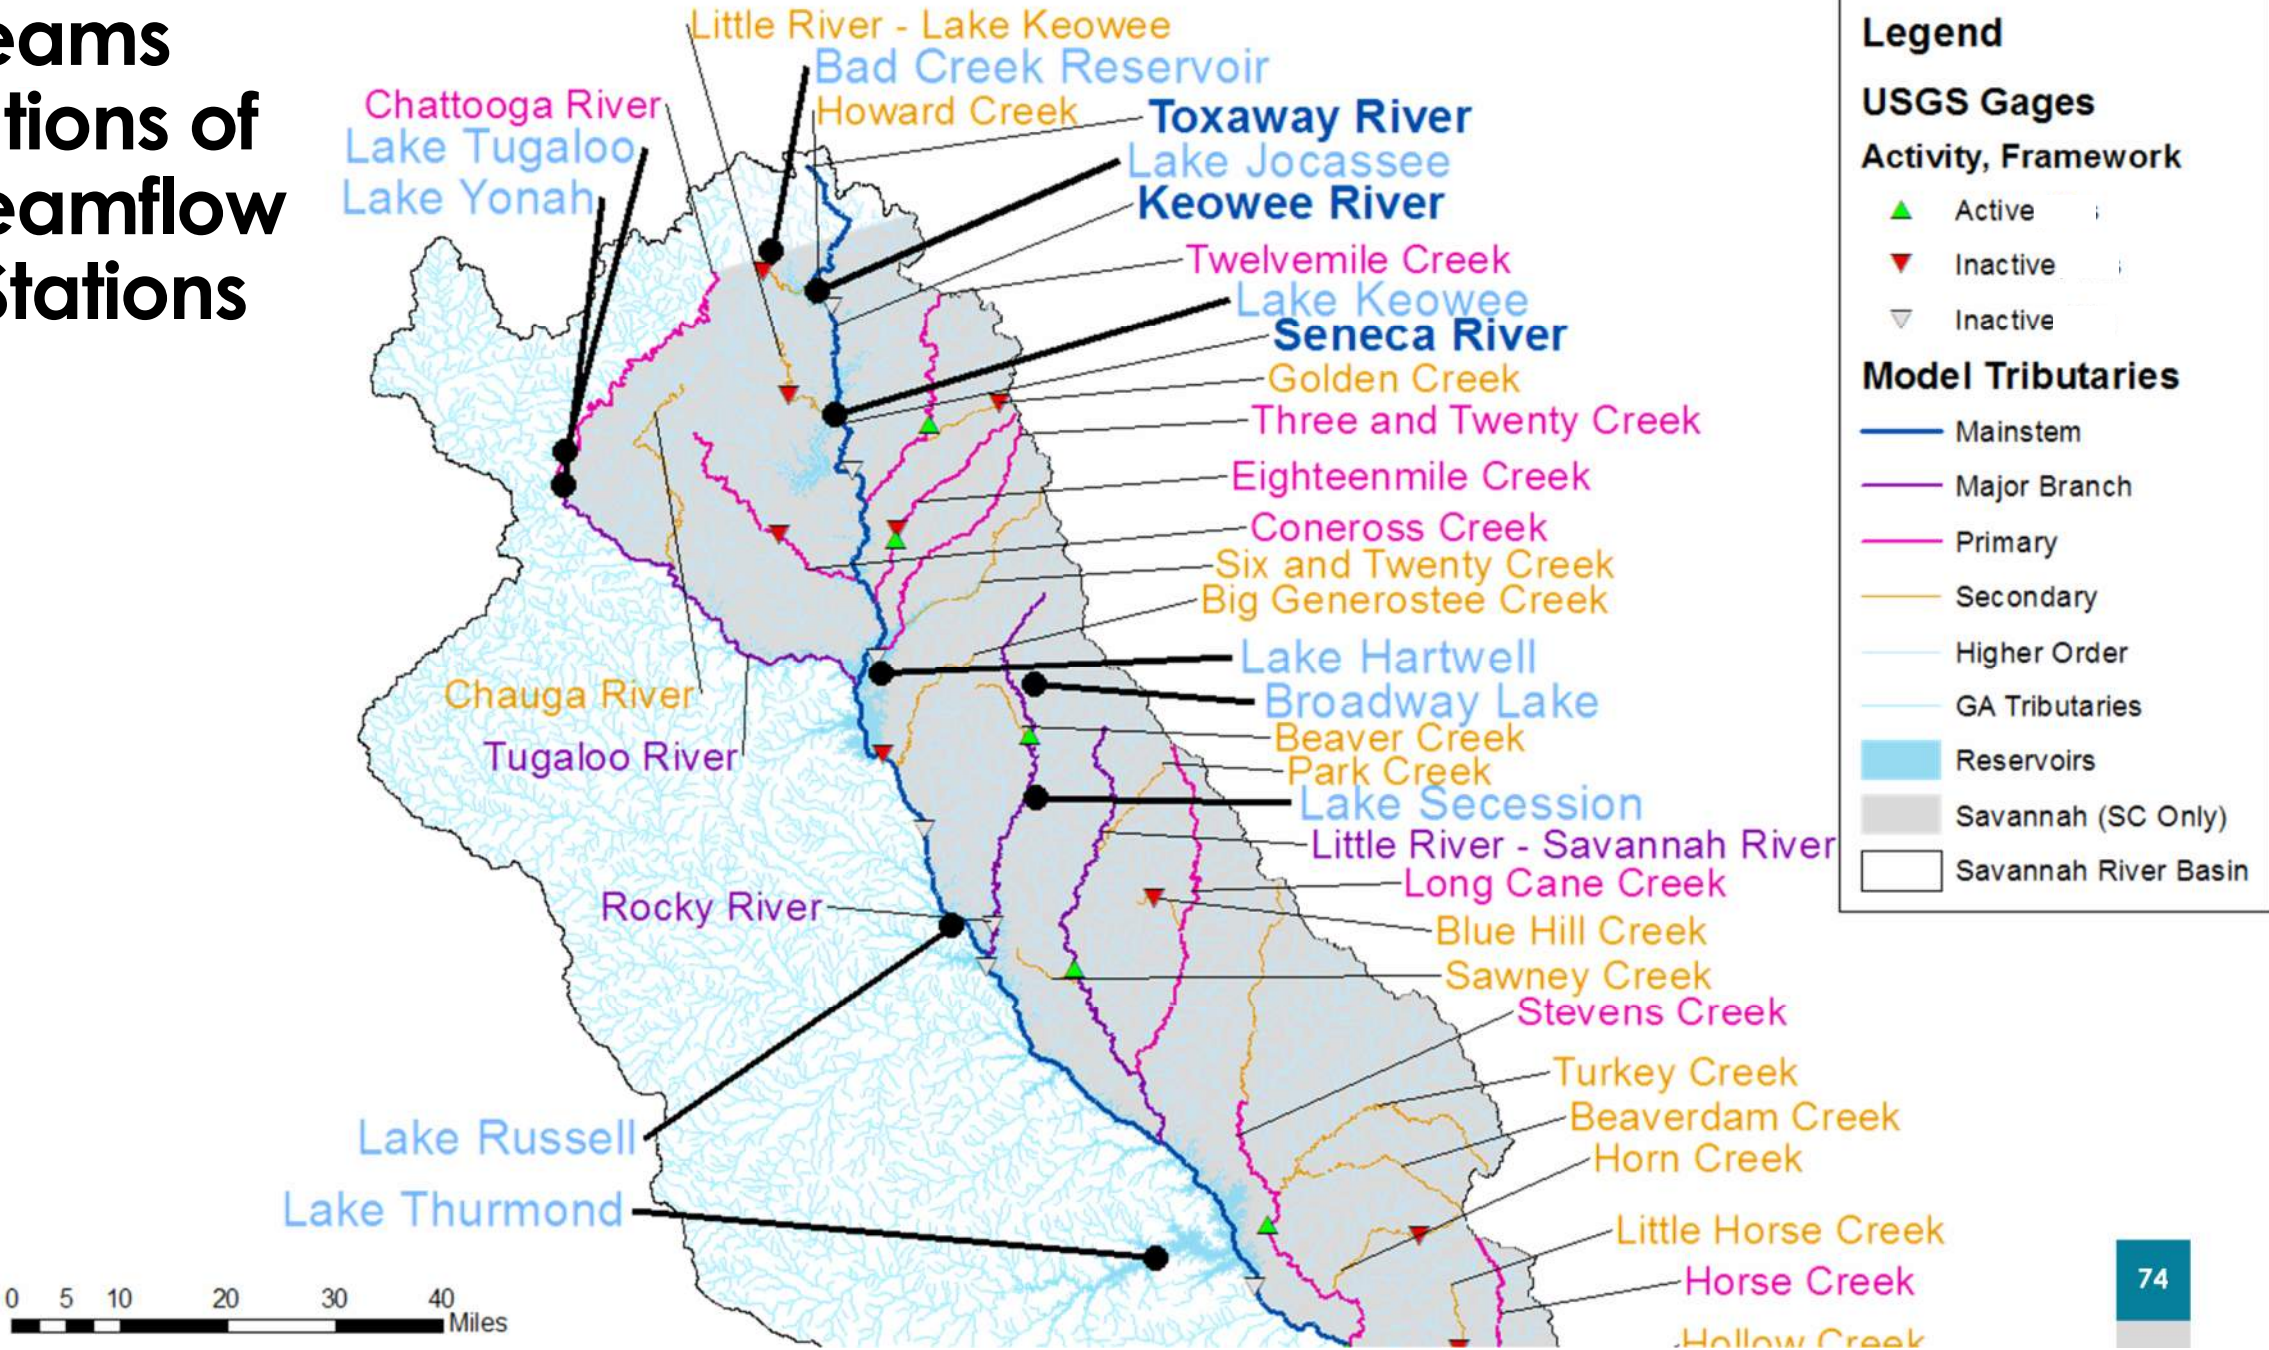 eams
tions of
eamflow
Stations
Little River - Lake Keowee
Bad Creek Reservoir
Chattooga River
Howard Creek
Toxaway River
Lake Tugaloo
Lake Jocassee
Lake Yonah
Keowee River
Twelvemile Creek
Lake Keowee
Seneca River
Golden Creek
Three and Twenty Creek
Eighteenmile Creek
Coneross Creek
Six and Twenty Creek
Big Generostee Creek
Lake Hartwell
Chauga River
Broadway Lake
Beaver Creek
Tugaloo River
Park Creek
Lake Secession
Little River - Savannah River
Long Cane Creek
Rocky River
Blue Hill Creek
Sawney Creek
Stevens Creek
Turkey Creek
Beaverdam Creek
Lake Russell
Horn Creek
Lake Thurmond
Little Horse Creek
Horse Creek
Hollow Creek
0 5 10 20 30 40
Miles
Legend
USGS Gages
Activity, Framework
Active
Inactive
Inactive
Model Tributaries
Mainstem
Major Branch
Primary
Secondary
Higher Order
GA Tributaries
Reservoirs
Savannah (SC Only)
Savannah River Basin
74